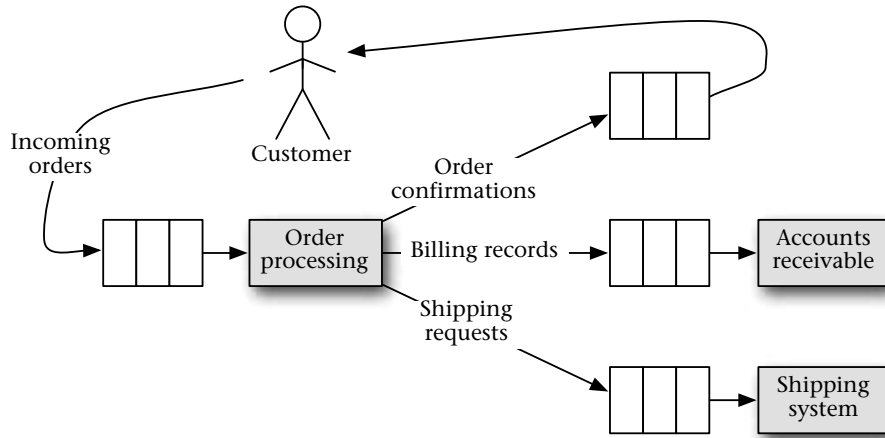 Incoming
orders
Customer
Order
confirmations
Order
processing
Billing records
Accounts
receivable
Shipping
requests
Shipping
system